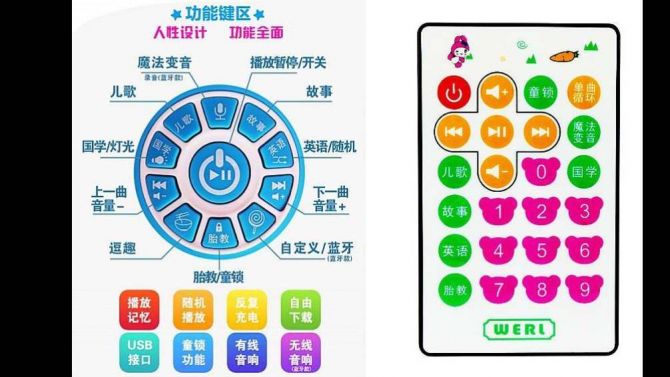 ★功能键区★
人性设计 功能全面
魔法变音
录音(蓝牙款)
播放暂停/开关
儿歌
故事
国学/灯光
英语/随机
上一曲
音量-
下一曲
音量+
逗趣
自定义/蓝牙
(蓝牙款)
胎教/童锁
儿歌
故事
国学
英语
胎教
播放
记忆
随机
播放
反复
充电
自由
下载
USB
接口
童锁
功能
有线
音响
无线
音响
(蓝牙款)
童锁
单曲
循环
魔法
变音
儿歌
0
国学
故事
1
2
3
英语
4
5
6
胎教
7
8
9
WERL